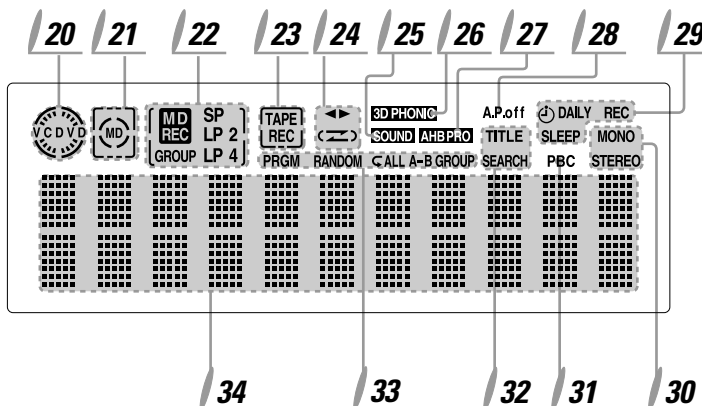 20 21 22 23 24 25 26 27 28 29
MD SP 3D PHONIC A.P.off DAILY REC
VCDVD MD REC LP 2 TAPE REC SOUND AHB PRO TITLE SLEEP MONO
GROUP LP 4 PRGM RANDOM ALL A-B GROUP SEARCH PBC STEREO
34 33 32 31 30